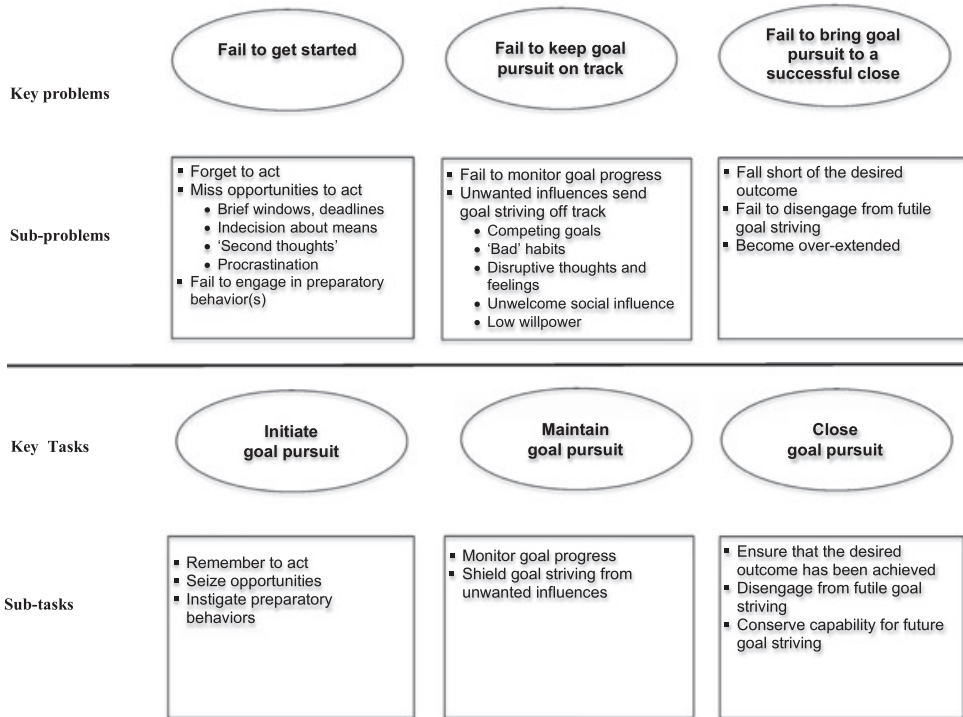 Fail to get started
Fail to keep goal
pursuit on track
Fail to bring goal
pursuit to a
successful close
Key problems
Sub-problems
▪ Forget to act
▪ Miss opportunities to act
• Brief windows, deadlines
• Indecision about means
• ‘Second thoughts’
• Procrastination
▪ Fail to engage in preparatory
behavior(s)
▪ Fail to monitor goal progress
▪ Unwanted influences send
goal striving off track
• Competing goals
• ‘Bad’ habits
• Disruptive thoughts and
feelings
• Unwelcome social influence
• Low willpower
▪ Fall short of the desired
outcome
▪ Fail to disengage from futile
goal striving
▪ Become over-extended
Key Tasks
Initiate
goal pursuit
Maintain
goal pursuit
Close
goal pursuit
Sub-tasks
▪ Remember to act
▪ Seize opportunities
▪ Instigate preparatory
behaviors
▪ Monitor goal progress
▪ Shield goal striving from
unwanted influences
▪ Ensure that the desired
outcome has been achieved
▪ Disengage from futile goal
striving
▪ Conserve capability for future
goal striving